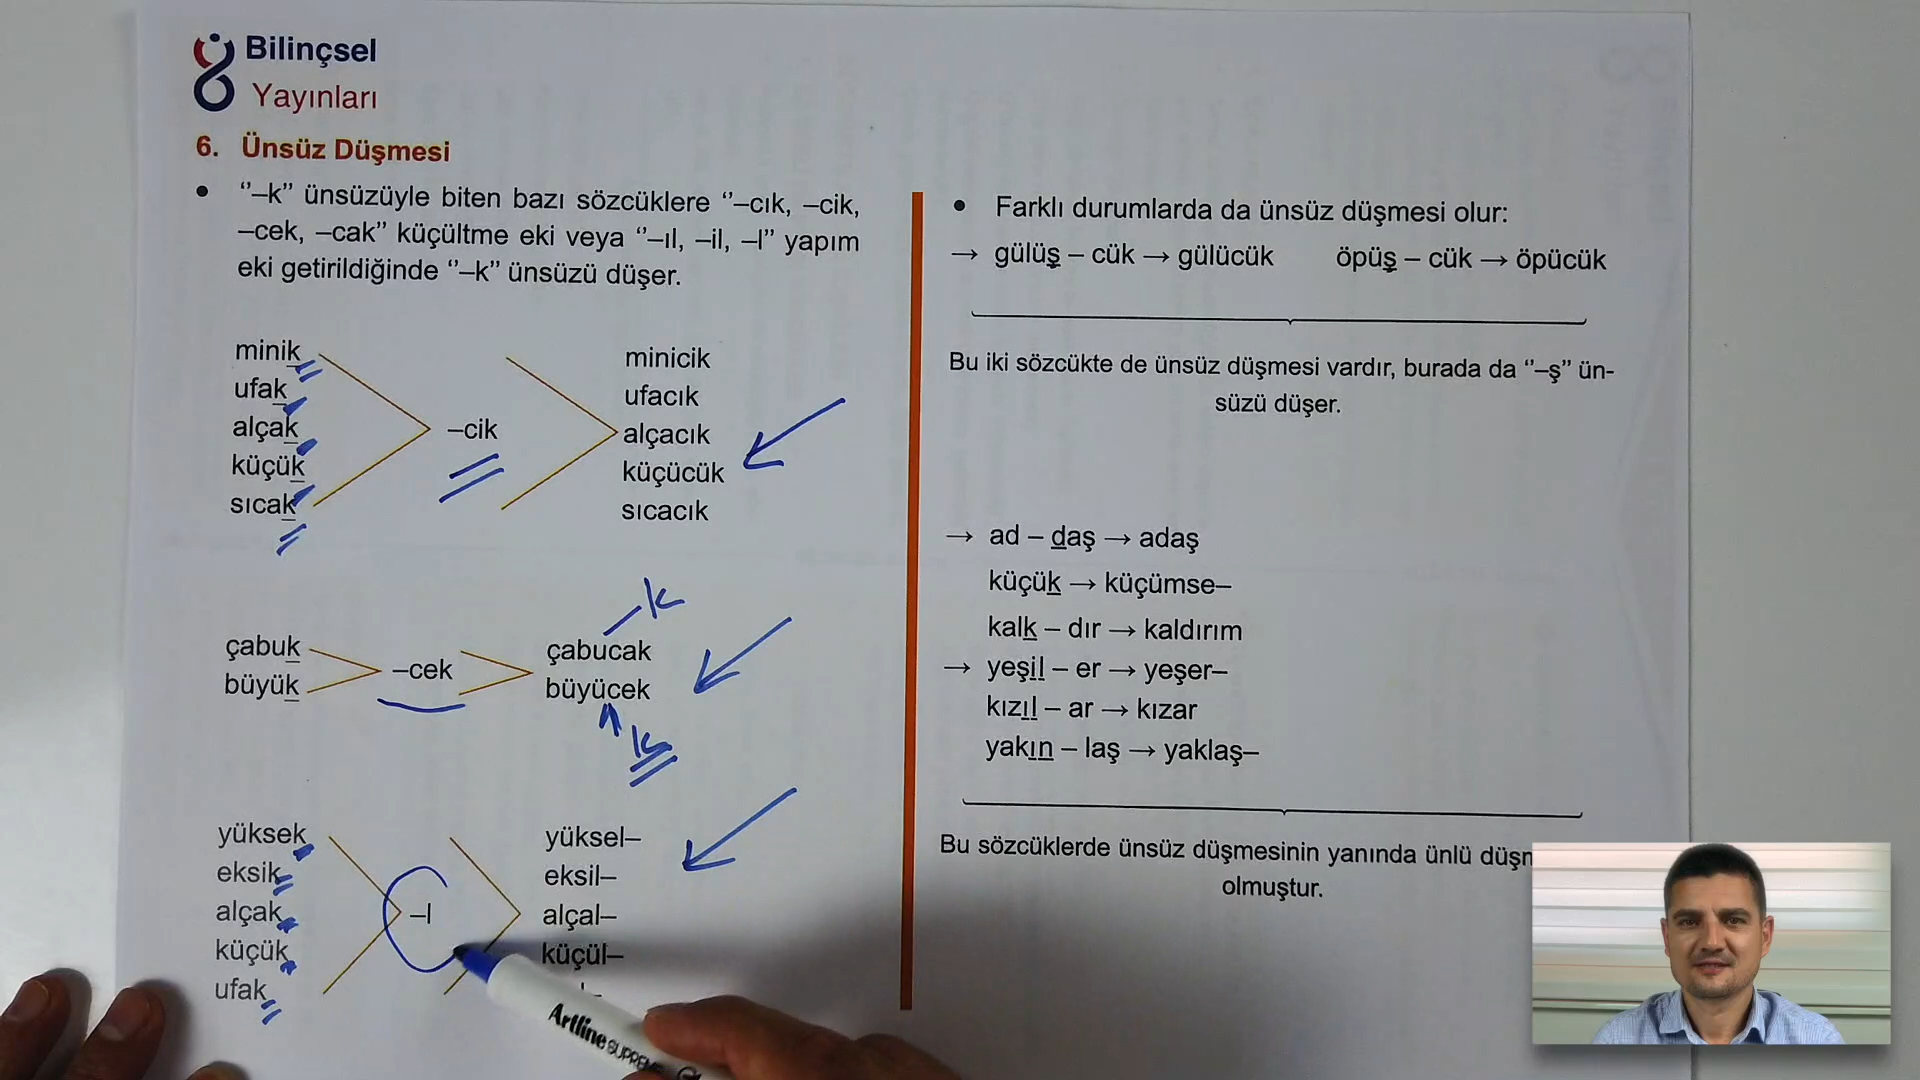 Bilinçsel
Yayınları
6. Ünsüz Düşmesi
• ‘’–k’’ ünsüzüyle biten bazı sözcüklere ‘’–cık, –cik,
–cek, –cak’’ küçültme eki veya ‘’–ıl, –il, –l’’ yapım
eki getirildiğinde ‘’–k’’ ünsüzü düşer.
minik
ufak
alçak
küçük
sıcak
–cik
minicik
ufacık
alçacık
küçücük
sıcacık
çabuk
büyük
–cek
–k
çabucak
büyücek
k
yüksek
eksik
alçak
küçük
ufak
–l
yüksel–
eksil–
alçal–
küçül–
• Farklı durumlarda da ünsüz düşmesi olur:
→ gülüş – cük → gülücük öpüş – cük → öpücük
Bu iki sözcükte de ünsüz düşmesi vardır, burada da ‘’–ş’’ ün-
süzü düşer.
→ ad – daş → adaş
küçük → küçümse–
kalk – dır → kaldırım
→ yeşil – er → yeşer–
kızıl – ar → kızar
yakın – laş → yaklaş–
Bu sözcüklerde ünsüz düşmesinin yanında ünlü
olmuştur.
Artline SUPREME